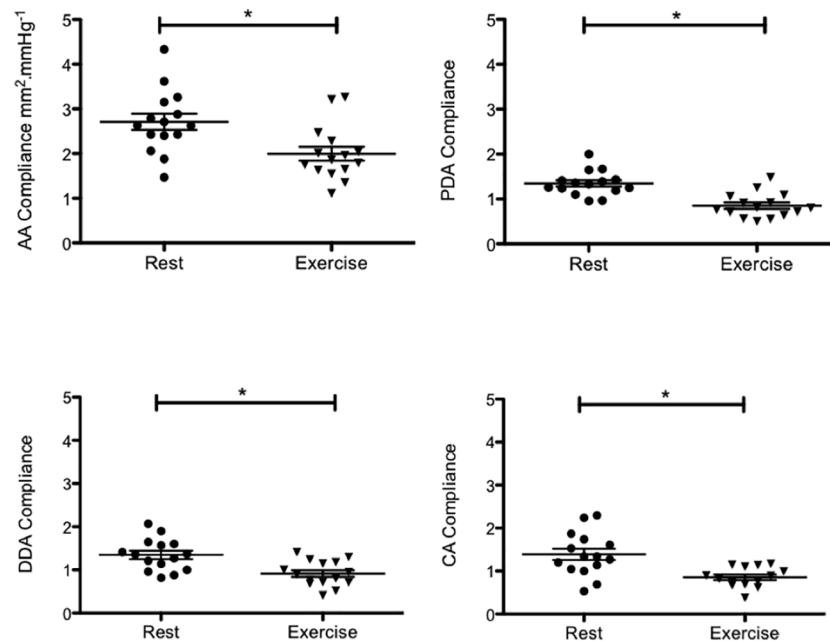 AA Compliance mm².mmHg⁻¹
5
4
3
2
1
0
*
Rest
Exercise
PDA Compliance
5
4
3
2
1
0
*
Rest
Exercise
DDA Compliance
5
4
3
2
1
0
*
Rest
Exercise
CA Compliance
5
4
3
2
1
0
*
Rest
Exercise